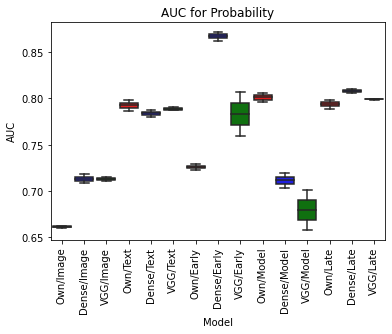 AUC for Probability
AUC
0.85
0.80
0.75
0.70
0.65
Own/Image
Dense/Image
VGG/Image
Own/Text
Dense/Text
VGG/Text
Own/Early
Dense/Early
VGG/Early
Own/Model
Dense/Model
VGG/Model
Own/Late
Dense/Late
VGG/Late
Model